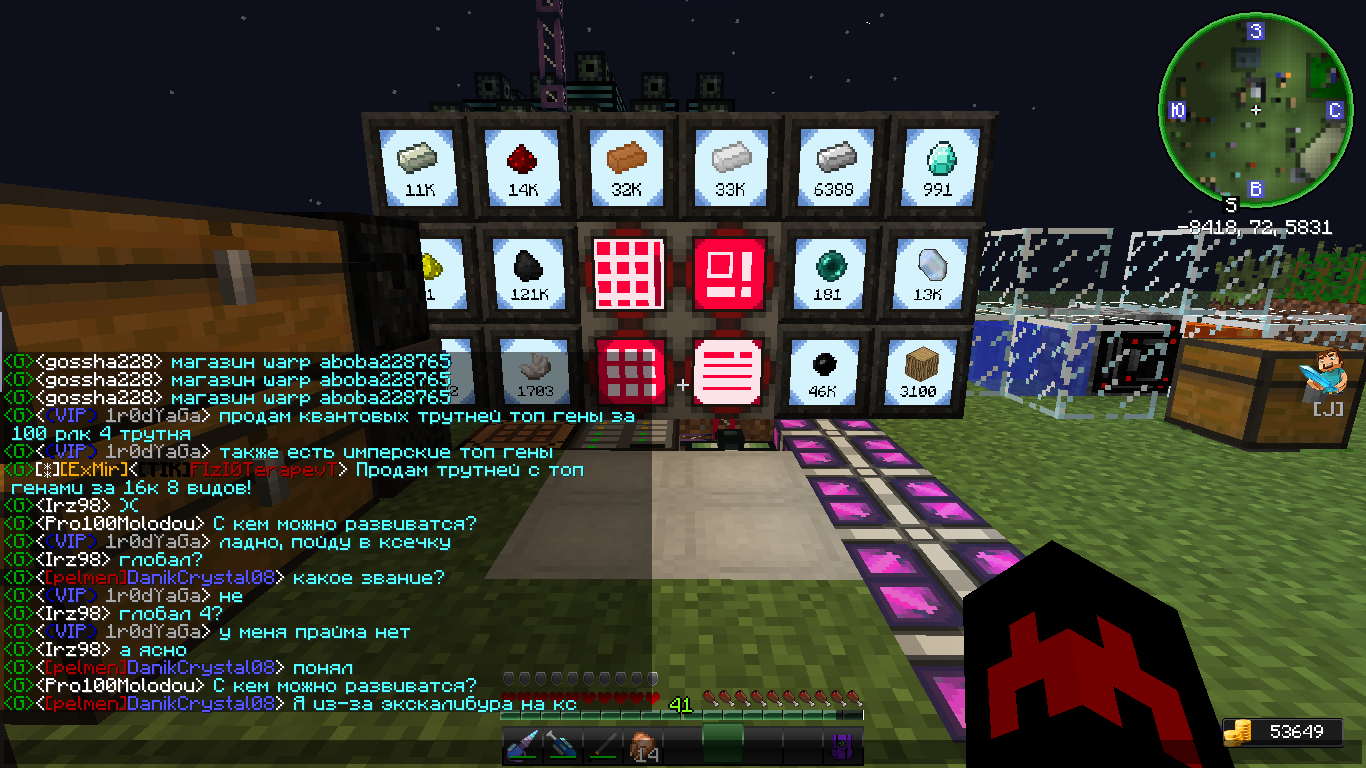 З
Ю
С
В
S
-8418, 72, 5831
11K
14K
32K
33K
6388
991
1
121K
181
13K
3
1703
46K
3100
[J]
<G><gossha228> магазин warp aboba228765
<G><gossha228> магазин warp aboba228765
<G><gossha228> магазин warp aboba228765
<G><(VIP) 1r0dYaGa> продам квантовых трутней топ гены за
100 рлк 4 трутня
<G><(VIP) 1r0dYaGa> также есть имперские топ гены
<G>[*][ExMir]<[TIK]FIzI0TerapevT> Продам трутней с топ
генами за 16к 8 видов!
<G><Irz98> X
<G><Pro100Molodou> С кем можно развиватся?
<G><(VIP) 1r0dYaGa> ладно, пойду в ксечку
<G><Irz98> глобал?
<G><[pelmen]DanikCrystal08> какое звание?
<G><(VIP) 1r0dYaGa> не
<G><Irz98> глобал 4?
<G><(VIP) 1r0dYaGa> у меня прайма нет
<G><Irz98> а ясно
<G><[pelmen]DanikCrystal08> понял
<G><Pro100Molodou> С кем можно развиватся?
<G><[pelmen]DanikCrystal08> Я из-за экскалибура на кс
41
14
53649